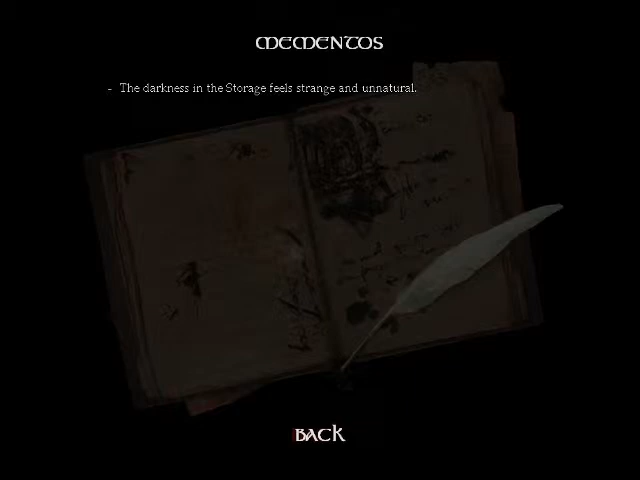 MEMENTOS
- The darkness in the Storage feels strange and unnatural.
BACK